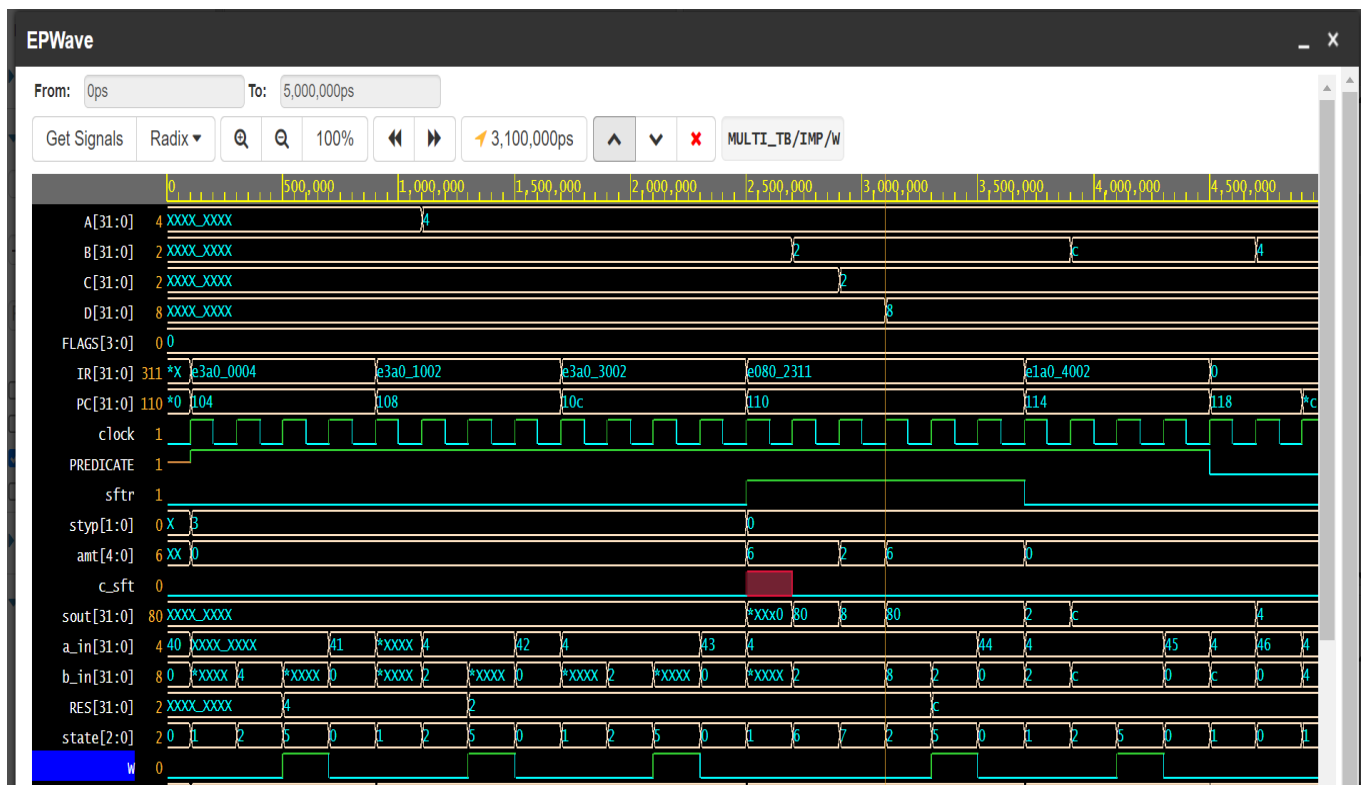 EPWave
From: 0ps To: 5,000,000ps
Get Signals Radix 100% 3,100,000ps MULTI_TB/IMP/W
0 500,000 1,000,000 1,500,000 2,000,000 2,500,000 3,000,000 3,500,000 4,000,000 4,500,000
A[31:0] 4 XXXX_XXXX 4
B[31:0] 2 XXXX_XXXX 2 c 4
C[31:0] 2 XXXX_XXXX 2
D[31:0] 8 XXXX_XXXX 8
FLAGS[3:0] 0 0
IR[31:0] 311 *X e3a0_0004 e3a0_1002 e3a0_3002 e080_2311 e1a0_4002 0
PC[31:0] 110 *0 104 108 10c 110 114 118 *c
clock 1
PREDICATE 1
sftr 1
styp[1:0] 0 X 3 0
amt[4:0] 6 XX 0 6 2 6 0
c_sft 0
sout[31:0] 80 XXXX_XXXX *XXx0 80 8 80 2 c 4
a_in[31:0] 4 40 XXXX_XXXX 41 *XXXX 4 42 4 43 4 44 4 45 4 46 4
b_in[31:0] 8 0 *XXXX 4 *XXXX 0 *XXXX 2 *XXXX 0 *XXXX 2 *XXXX 0 *XXXX 2 8 2 0 2 c 0 c 0 4
RES[31:0] 2 XXXX_XXXX 4 2 c
state[2:0] 2 0 1 2 5 0 1 2 5 0 1 2 5 0 1 6 7 2 5 0 1 2 5 0 1 0 1
W 0